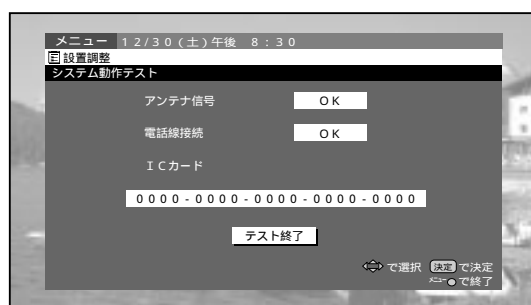 メニュー 12/30(土)午後 8:30
設置調整
システム動作テスト
アンテナ信号 OK
電話線接続 OK
ICカード
0000-0000-0000-0000-0000
テスト終了
で選択 決定 で決定
メニュー で終了